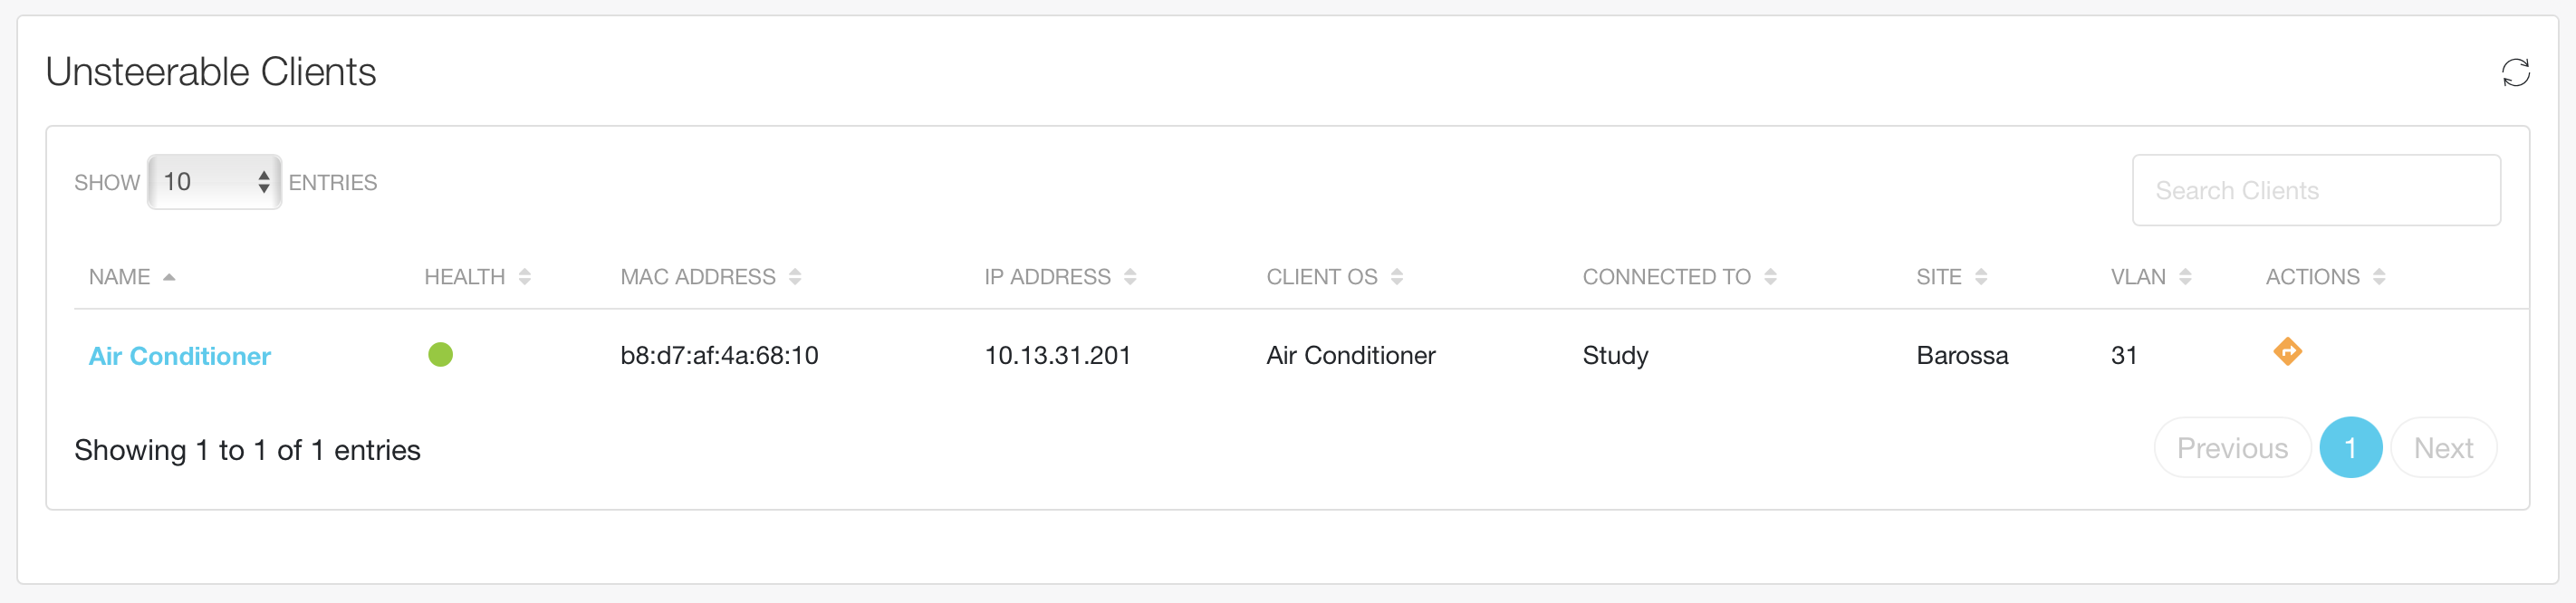 Unsteerable Clients
SHOW 10 ENTRIES
Search Clients
NAME HEALTH MAC ADDRESS IP ADDRESS CLIENT OS CONNECTED TO SITE VLAN ACTIONS
Air Conditioner b8:d7:af:4a:68:10 10.13.31.201 Air Conditioner Study Barossa 31
Showing 1 to 1 of 1 entries
Previous 1 Next